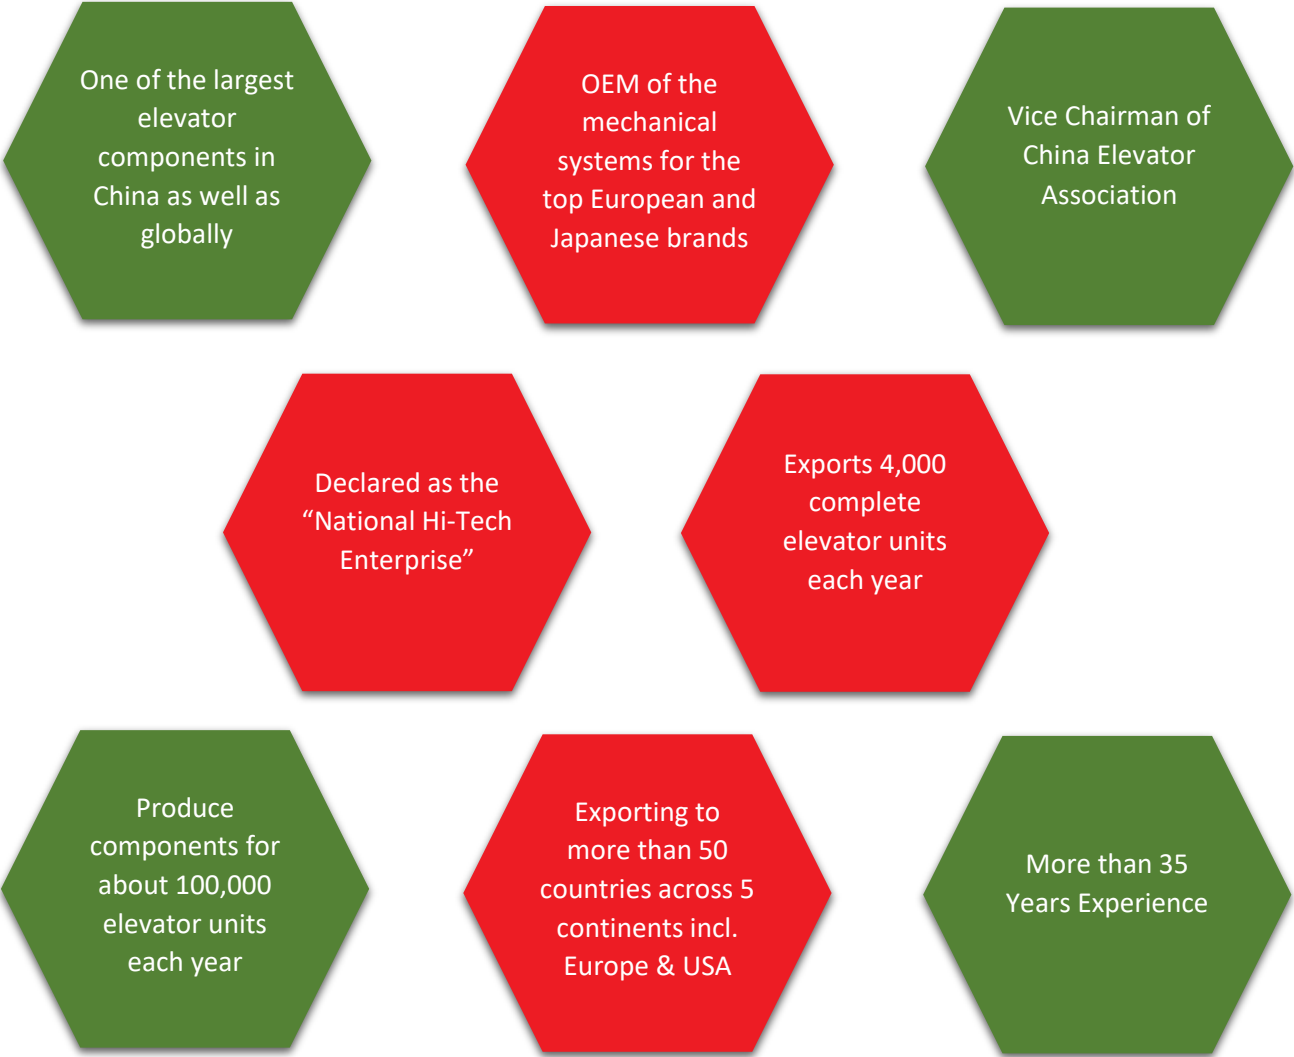 One of the largest
elevator
components in
China as well as
globally
OEM of the
mechanical
systems for the
top European and
Japanese brands
Vice Chairman of
China Elevator
Association
Declared as the
“National Hi-Tech
Enterprise”
Exports 4,000
complete
elevator units
each year
Produce
components for
about 100,000
elevator units
each year
Exporting to
more than 50
countries across 5
continents incl.
Europe & USA
More than 35
Years Experience